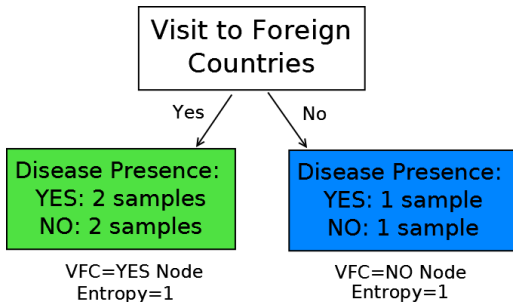 Visit to Foreign
Countries
Yes
No
Disease Presence:
YES: 2 samples
NO: 2 samples
Disease Presence:
YES: 1 sample
NO: 1 sample
VFC=YES Node
Entropy=1
VFC=NO Node
Entropy=1